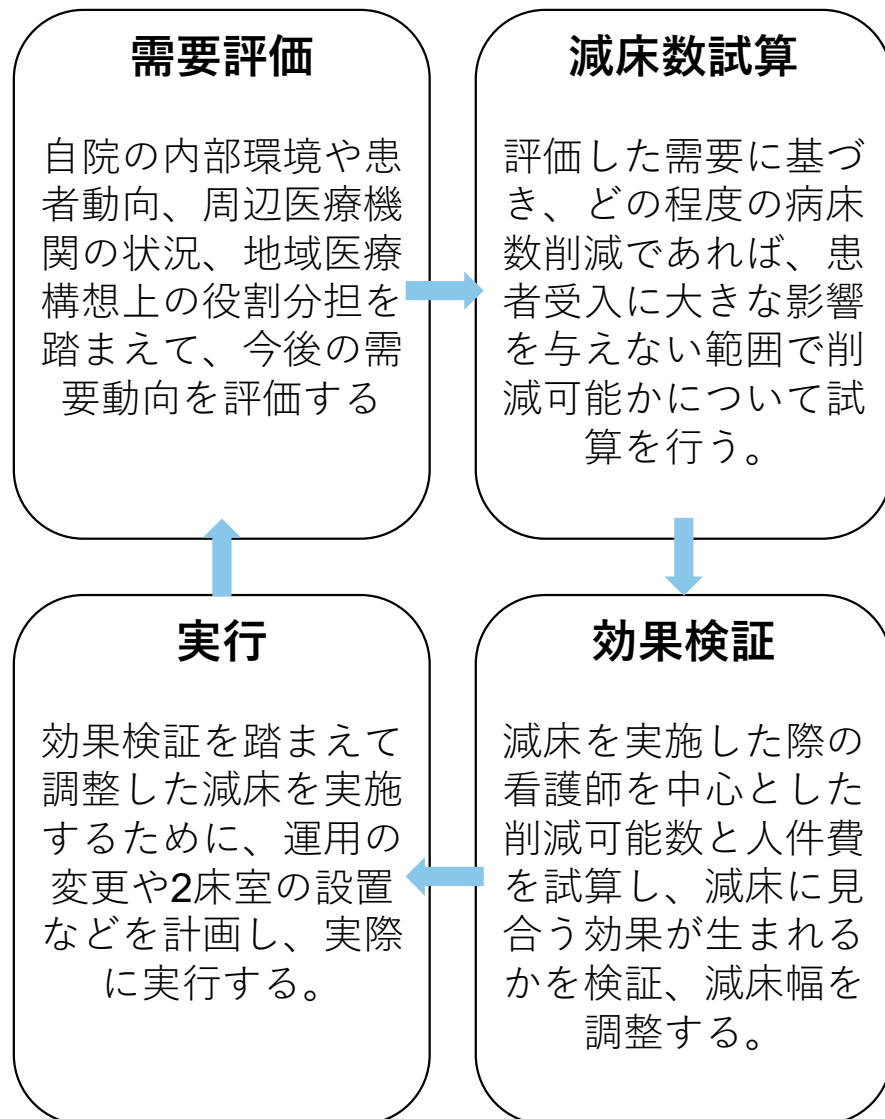 需要評価
自院の内部環境や患
者動向、周辺医療機
関の状況、地域医療
構想上の役割分担を
踏まえて、今後の需
要動向を評価する
減床数試算
評価した需要に基づ
き、どの程度の病床
数削減であれば、患
者受入に大きな影響
を与えない範囲で削
減可能かについて試
算を行う。
効果検証
減床を実施した際の
看護師を中心とした
削減可能数と人件費
を試算し、減床に見
合う効果が生まれる
かを検証、減床幅を
調整する。
実行
効果検証を踏まえて
調整した減床を実施
するために、運用の
変更や2床室の設置
などを計画し、実際
に実行する。